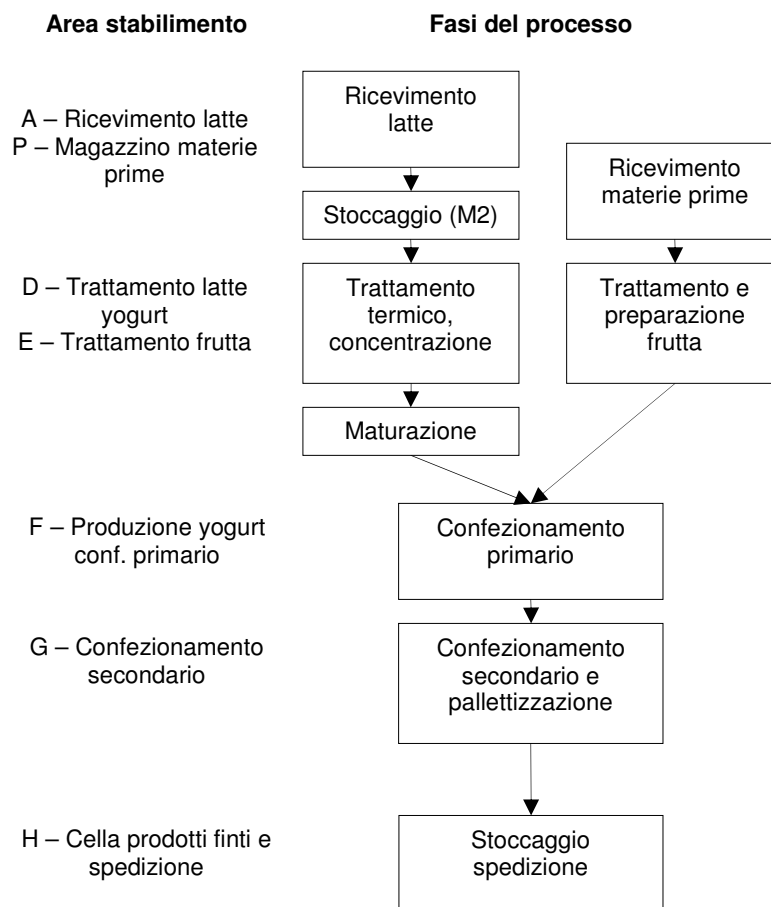 Area stabilimento
Fasi del processo
A – Ricevimento latte
P – Magazzino materie
prime
Ricevimento
latte
Ricevimento
materie prime
Stoccaggio (M2)
D – Trattamento latte
yogurt
E – Trattamento frutta
Trattamento
termico,
concentrazione
Trattamento e
preparazione
frutta
Maturazione
F – Produzione yogurt
conf. primario
Confezionamento
primario
G – Confezionamento
secondario
Confezionamento
secondario e
pallettizzazione
H – Cella prodotti finti e
spedizione
Stoccaggio
spedizione